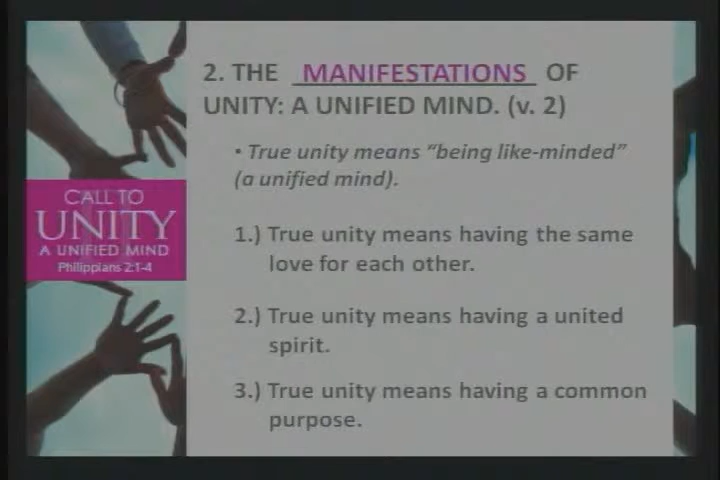 CALL TO
UNITY
A UNIFIED MIND
Philippians 2:1-4
2. THE MANIFESTATIONS OF
UNITY: A UNIFIED MIND. (v. 2)
• True unity means “being like-minded”
(a unified mind).
1.) True unity means having the same
love for each other.
2.) True unity means having a united
spirit.
3.) True unity means having a common
purpose.